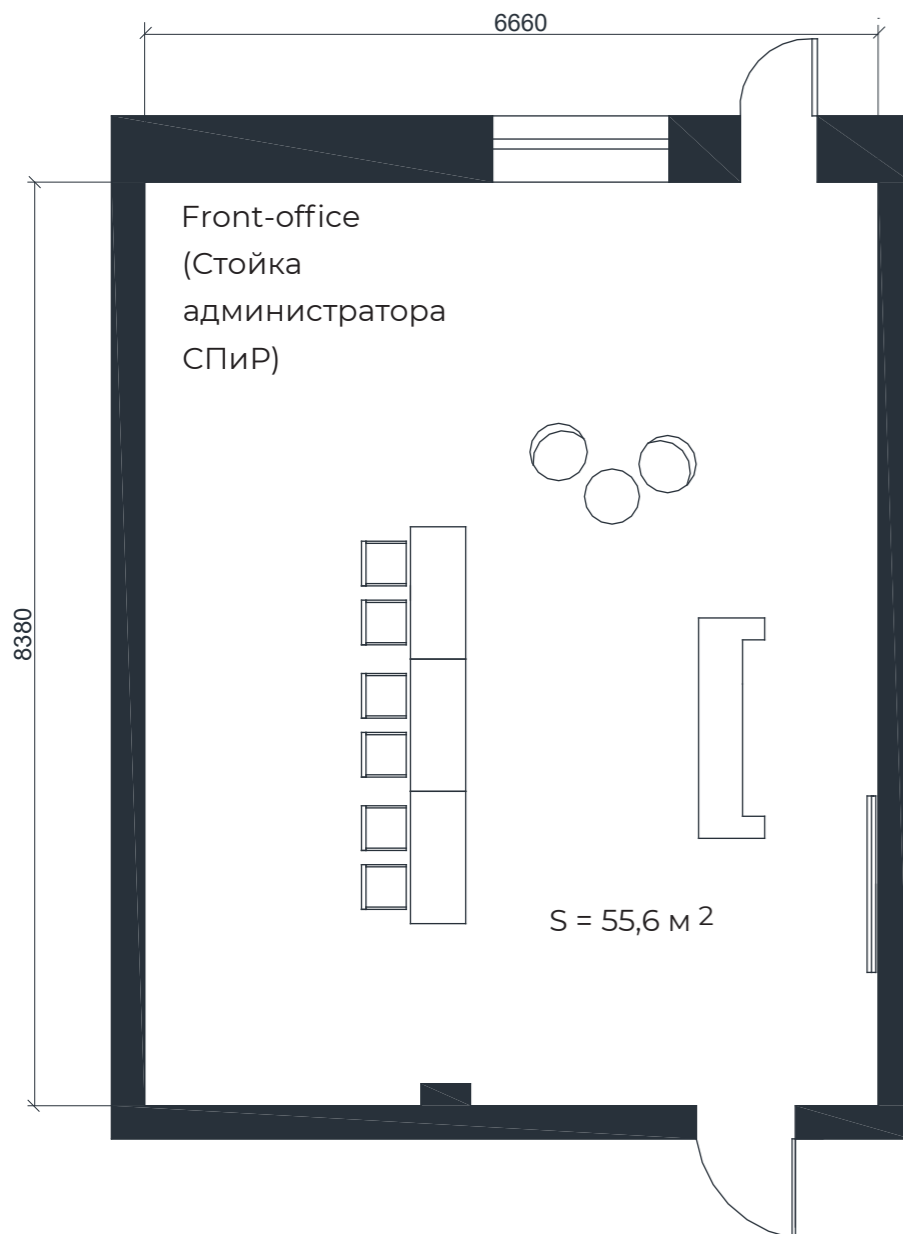 6660
Front-office
(Стойка
администратора
СПиР)
8380
S = 55,6 м 2